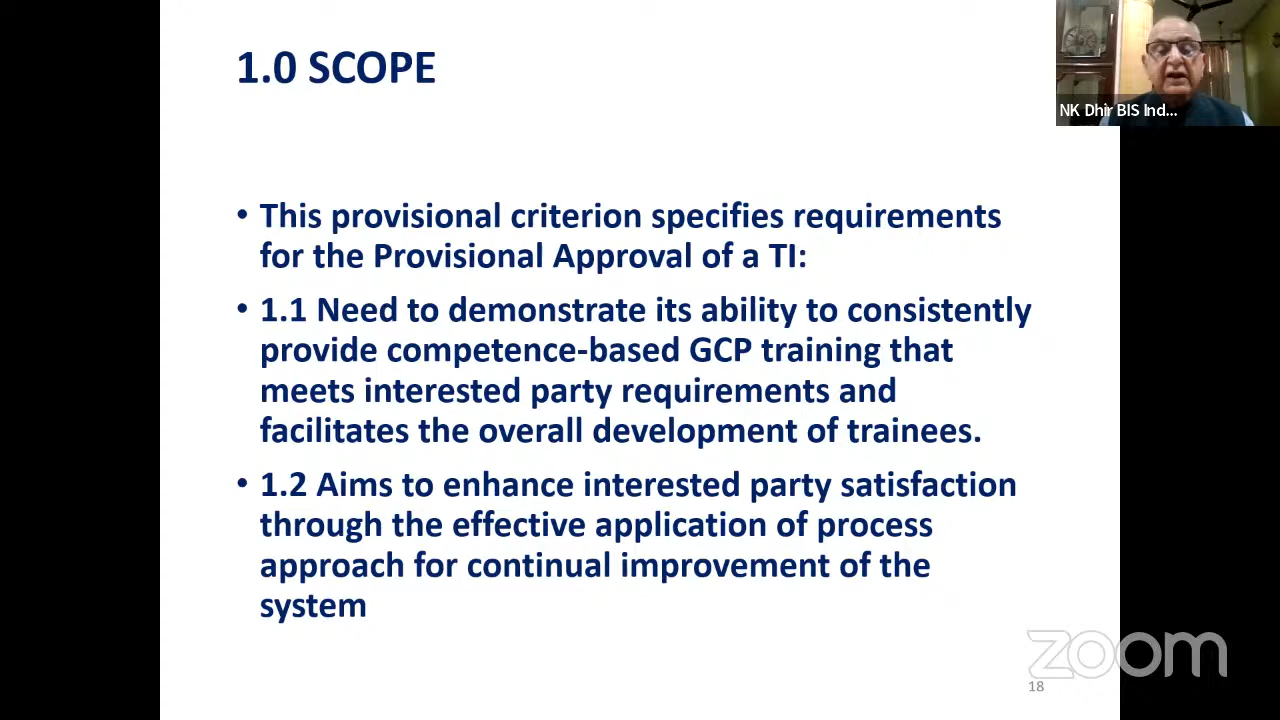 1.0 SCOPE
NK Dhir BIS Ind...
• This provisional criterion specifies requirements
for the Provisional Approval of a TI:
• 1.1 Need to demonstrate its ability to consistently
provide competence-based GCP training that
meets interested party requirements and
facilitates the overall development of trainees.
• 1.2 Aims to enhance interested party satisfaction
through the effective application of process
approach for continual improvement of the
system
zoom
18